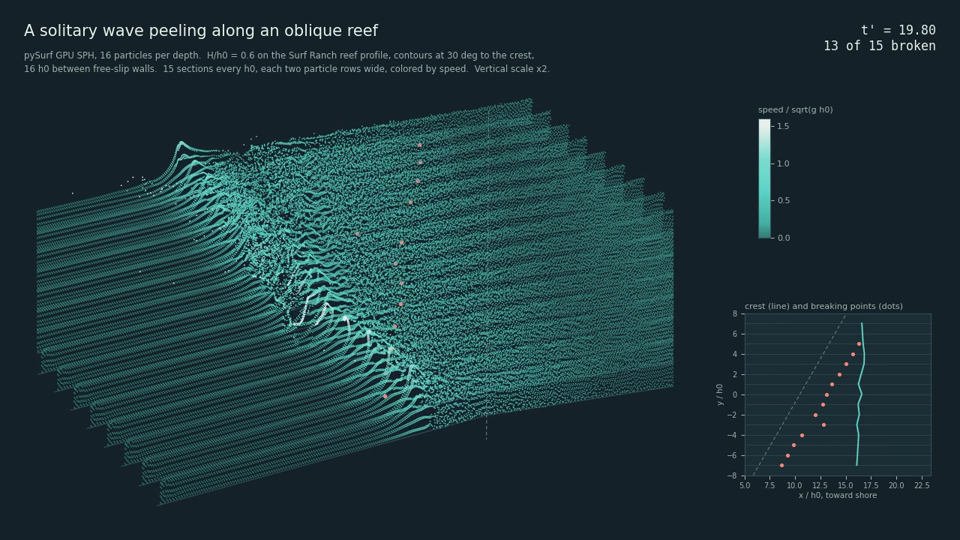 A solitary wave peeling along an oblique reef
t' = 19.80
13 of 15 broken
pySurf GPU SPH, 16 particles per depth.  H/h0 = 0.6 on the Surf Ranch reef profile, contours at 30 deg to the crest,
16 h0 between free-slip walls.  15 sections every h0, each two particle rows wide, colored by speed.  Vertical scale x2.
speed / sqrt(g h0)
1.5
1.0
0.5
0.0
crest (line) and breaking points (dots)
8
6
4
2
0
−2
−4
−6
−8
y / h0
5.0 7.5 10.0 12.5 15.0 17.5 20.0 22.5
x / h0, toward shore